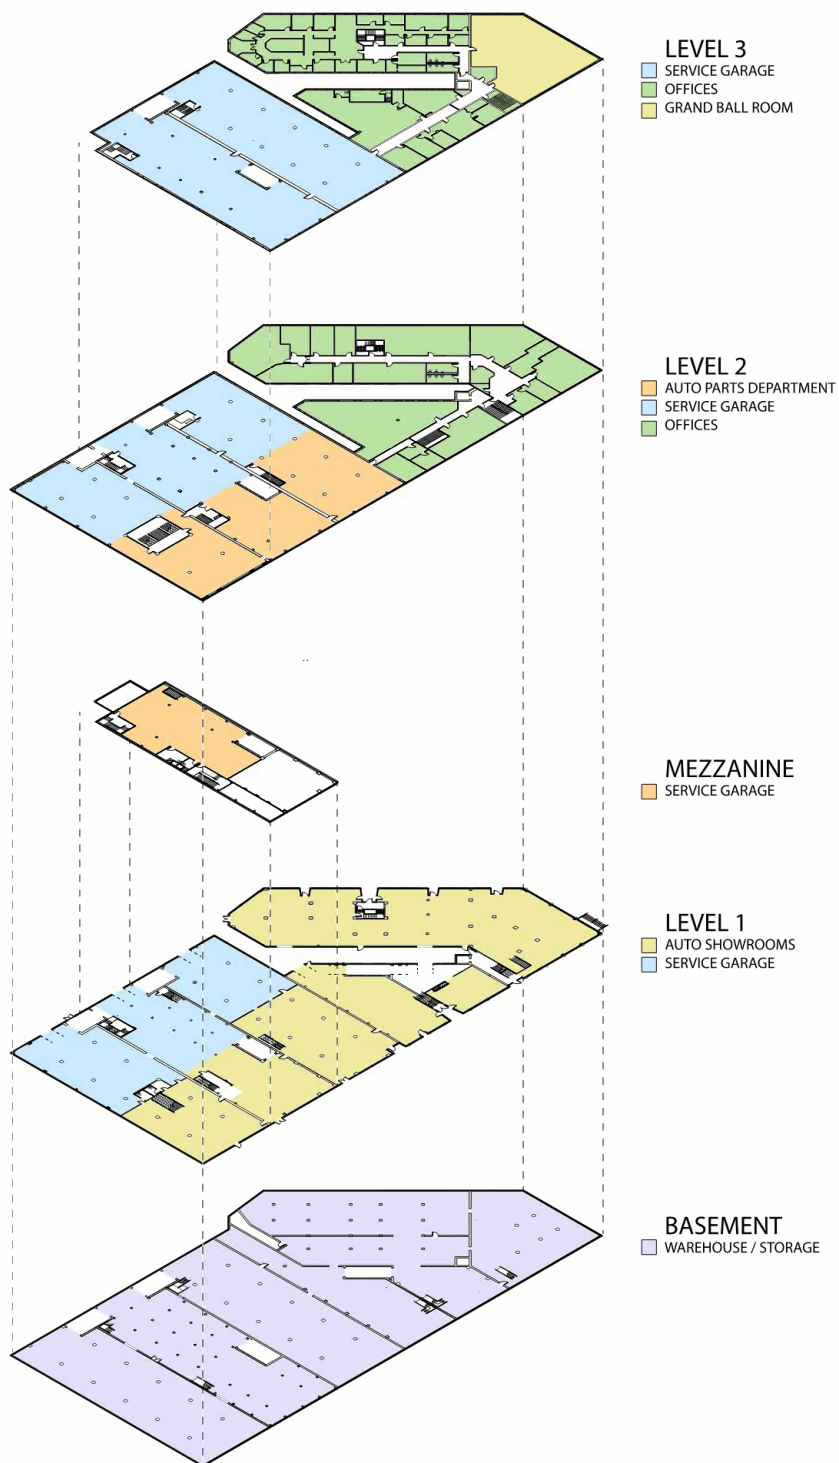 LEVEL 3
SERVICE GARAGE
OFFICES
GRAND BALL ROOM
LEVEL 2
AUTO PARTS DEPARTMENT
SERVICE GARAGE
OFFICES
MEZZANINE
SERVICE GARAGE
LEVEL 1
AUTO SHOWROOMS
SERVICE GARAGE
BASEMENT
WAREHOUSE / STORAGE